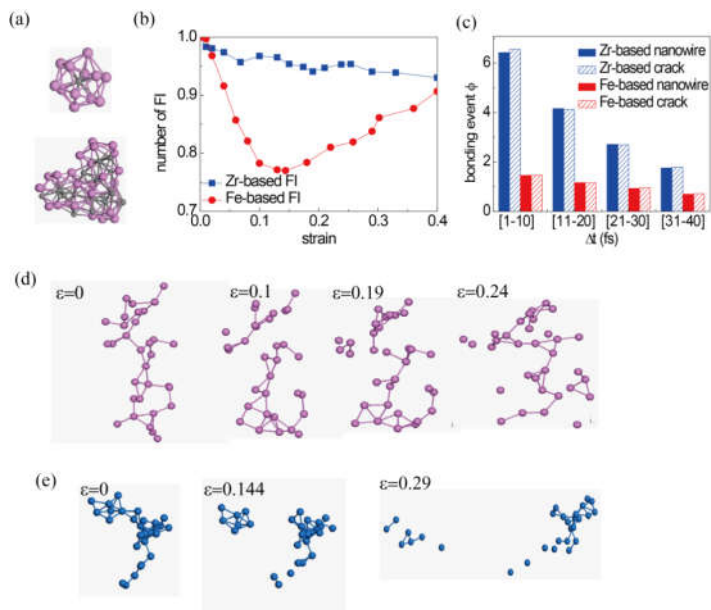 (a)
(b)
(c)
1.0
0.9
0.8
0.7
number of FI
Zr-based FI
Fe-based FI
0.0
0.1
0.2
0.3
0.4
strain
6
4
2
0
bonding event ϕ
Zr-based nanowire
Zr-based crack
Fe-based nanowire
Fe-based crack
[1-10]
[11-20]
[21-30]
[31-40]
Δt (fs)
(d)
ε=0
ε=0.1
ε=0.19
ε=0.24
(e)
ε=0
ε=0.144
ε=0.29